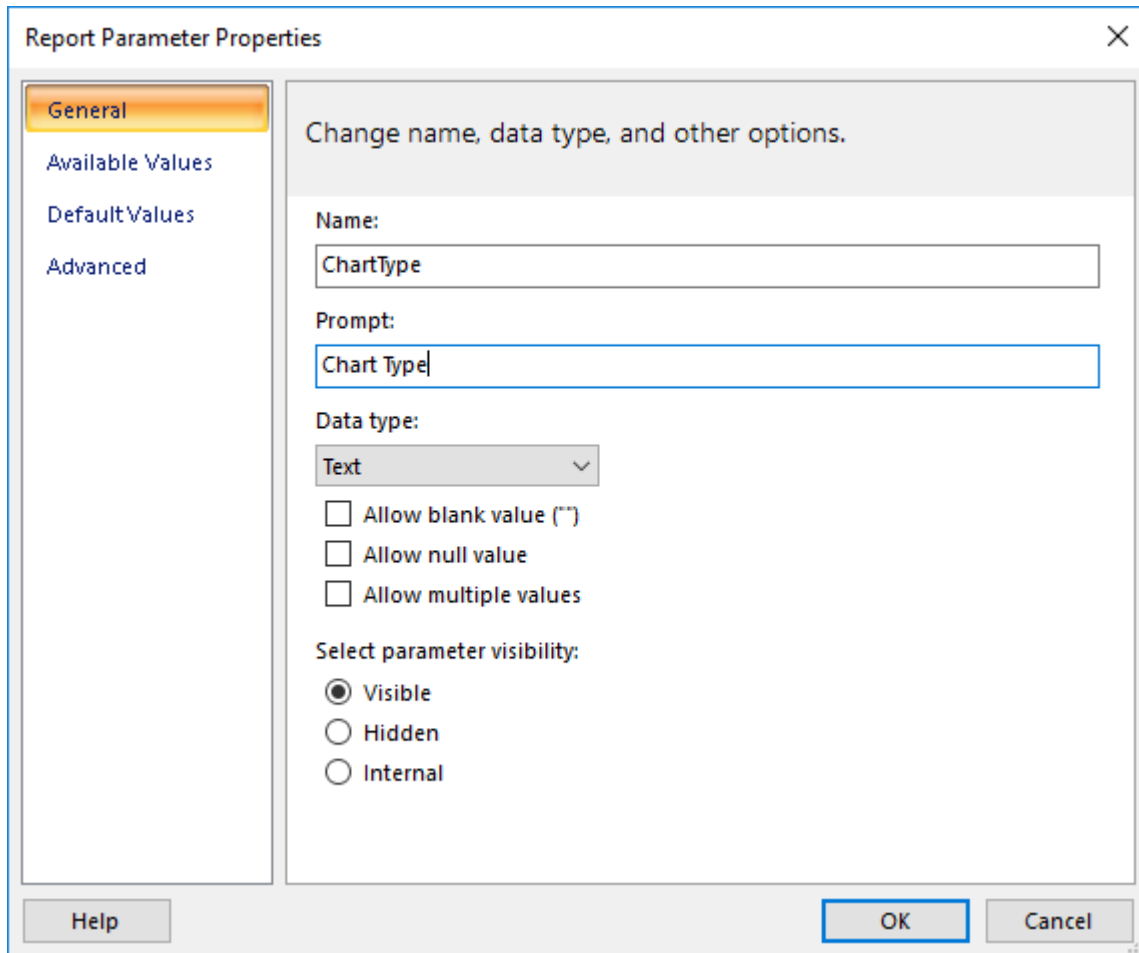 Report Parameter Properties
General
Available Values
Default Values
Advanced
Change name, data type, and other options.
Name:
ChartType
Prompt:
Chart Type
Data type:
Text
Allow blank value ("")
Allow null value
Allow multiple values
Select parameter visibility:
Visible
Hidden
Internal
Help
OK
Cancel